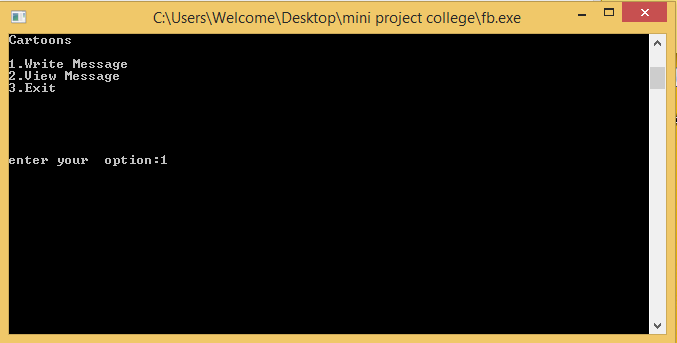 C:\Users\Welcome\Desktop\mini project college\fb.exe
Cartoons
1.Write Message
2.View Message
3.Exit
enter your  option:1